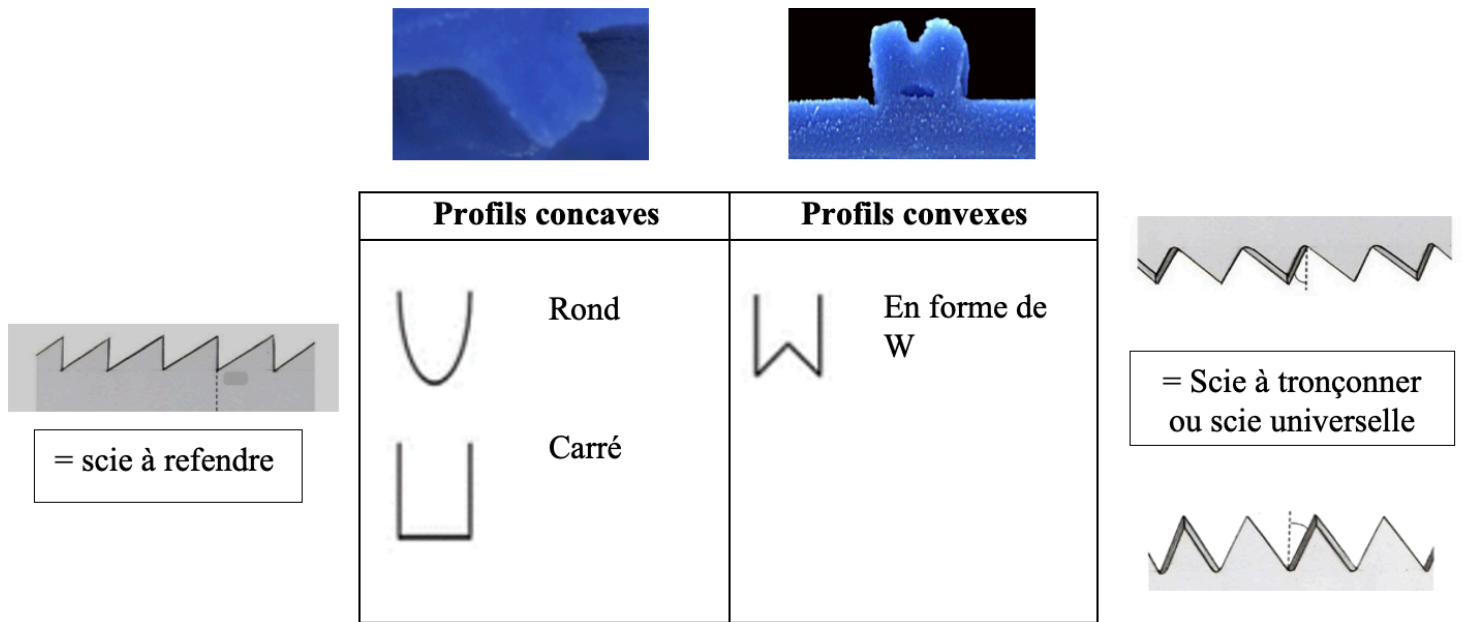 Profils concaves
Profils convexes
Rond
En forme de
W
Carré
= scie à refendre
= Scie à tronçonner
ou scie universelle